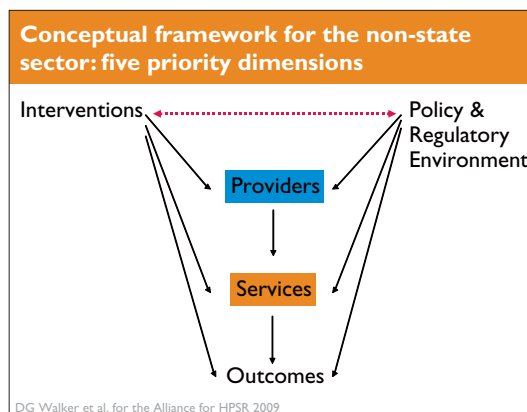 Conceptual framework for the non-state
sector: five priority dimensions
Interventions
Policy &
Regulatory
Environment
Providers
Services
Outcomes
DG Walker et al. for the Alliance for HPSR 2009